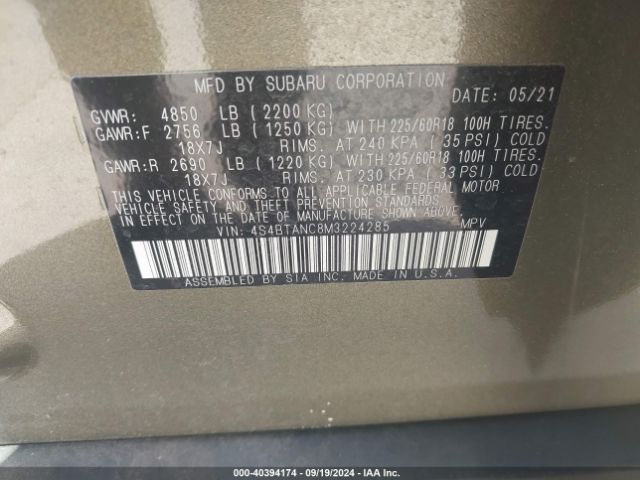 MFD BY SUBARU CORPORATION
DATE: 05/21
GVWR: 4850 LB (2200 KG)
GAWR:F 2756 LB (1250 KG) WITH 225/60R18 100H TIRES.
18X7J RIMS. AT 240 KPA (35 PSI) COLD
GAWR:R 2690 LB (1220 KG) WITH 225/60R18 100H TIRES.
18X7J RIMS. AT 230 KPA (33 PSI) COLD
THIS VEHICLE CONFORMS TO ALL APPLICABLE FEDERAL MOTOR
VEHICLE SAFETY AND THEFT PREVENTION STANDARDS
IN EFFECT ON THE DATE OF MANUFACTURE SHOWN ABOVE.
VIN: 4S4BTANC8M3224285 MPV
ASSEMBLED BY SIA INC. MADE IN U.S.A.
000-40394174 - 09/19/2024 - IAA Inc.